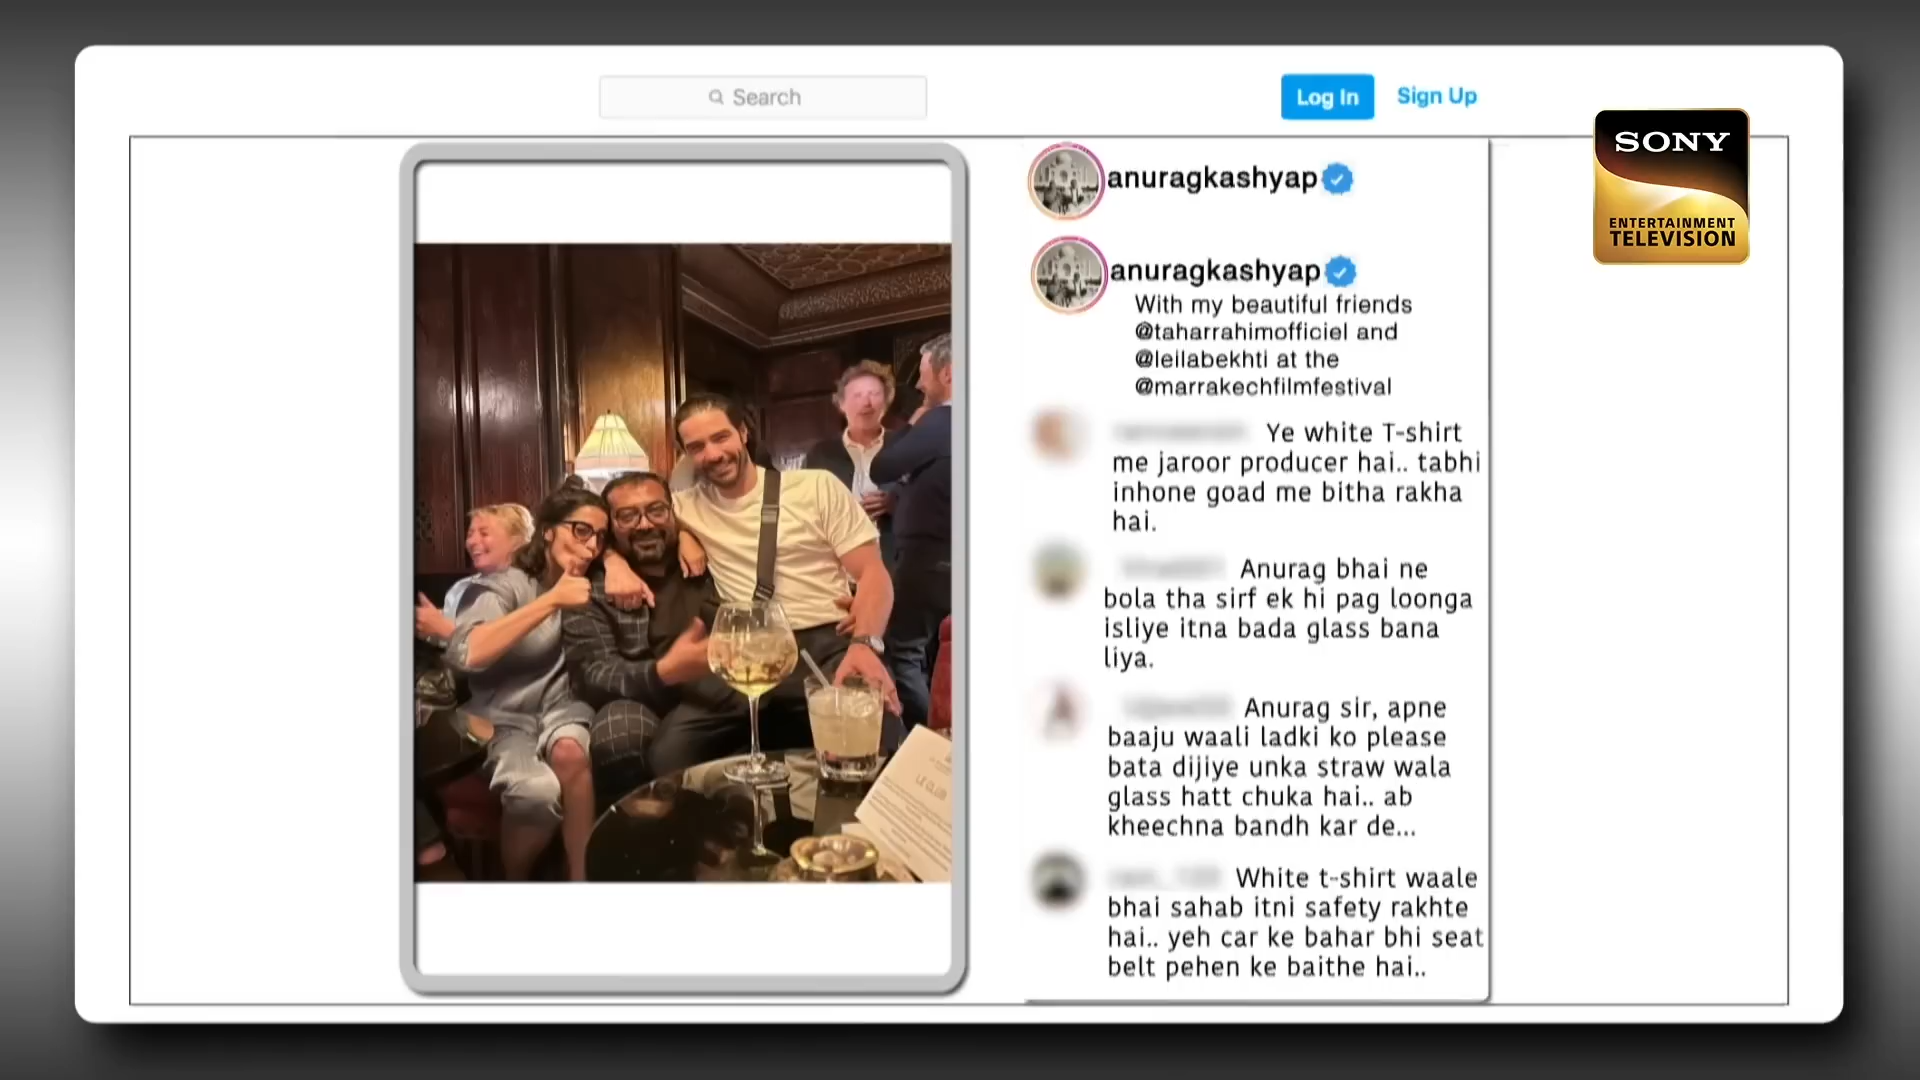 Search
Log In
Sign Up
SONY
ENTERTAINMENT
TELEVISION
anuragkashyap
anuragkashyap
With my beautiful friends
@taharrahimofficiel and
@leilabekhti at the
@marrakechfilmfestival
Ye white T-shirt
me jaroor producer hai.. tabhi
inhone goad me bitha rakha
hai.
Anurag bhai ne
bola tha sirf ek hi pag loonga
isliye itna bada glass bana
liya.
Anurag sir, apne
baaju waali ladki ko please
bata dijiye unka straw wala
glass hatt chuka hai.. ab
kheechna bandh kar de...
White t-shirt waale
bhai sahab itni safety rakhte
hai.. yeh car ke bahar bhi seat
belt pehen ke baithe hai..
LE CLUB